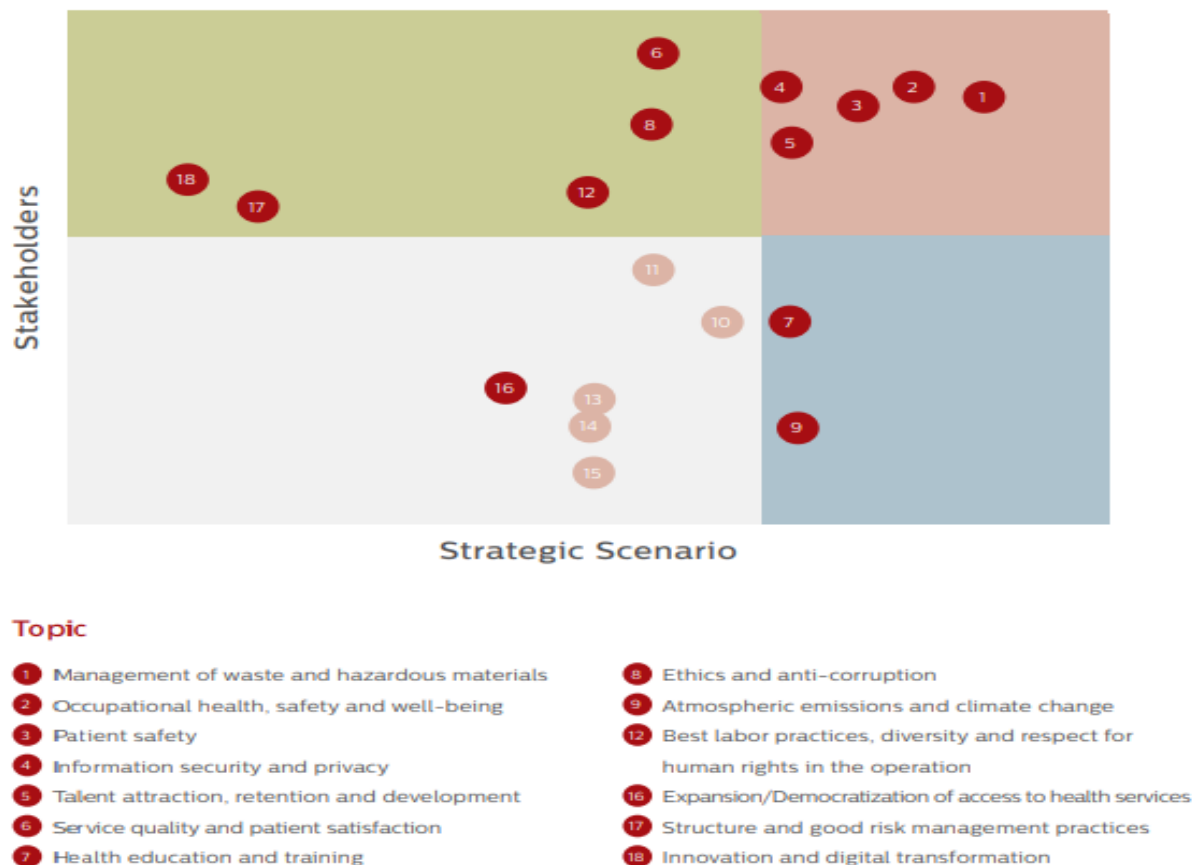 6
4
2
1
3
8
5
18
12
17
Stakeholders
11
10
7
16
13
14
9
15
Strategic Scenario
Topic
1 Management of waste and hazardous materials
2 Occupational health, safety and well-being
3 Patient safety
4 Information security and privacy
5 Talent attraction, retention and development
6 Service quality and patient satisfaction
7 Health education and training
8 Ethics and anti-corruption
9 Atmospheric emissions and climate change
12 Best labor practices, diversity and respect for
human rights in the operation
16 Expansion/Democratization of access to health services
17 Structure and good risk management practices
18 Innovation and digital transformation